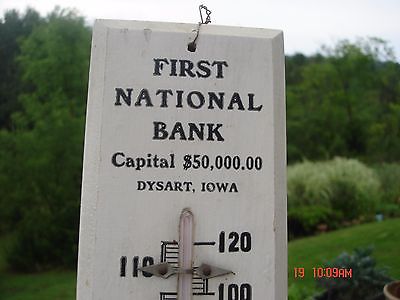 FIRST
NATIONAL
BANK
Capital $50,000.00
DYSART, IOWA
120
110
100
19 10:09AM